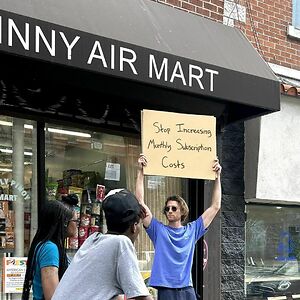 INNY AIR MART
Stop Increasing
Monthly Subscription
Costs